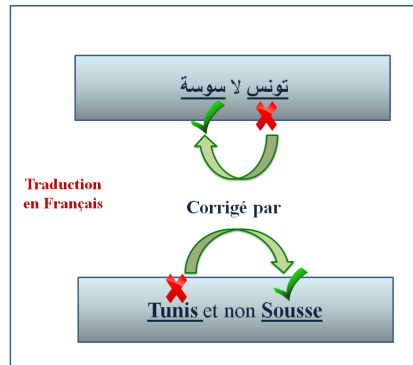 تونس لا سوسة
Traduction
en Français
Corrigé par
Tunis et non Sousse